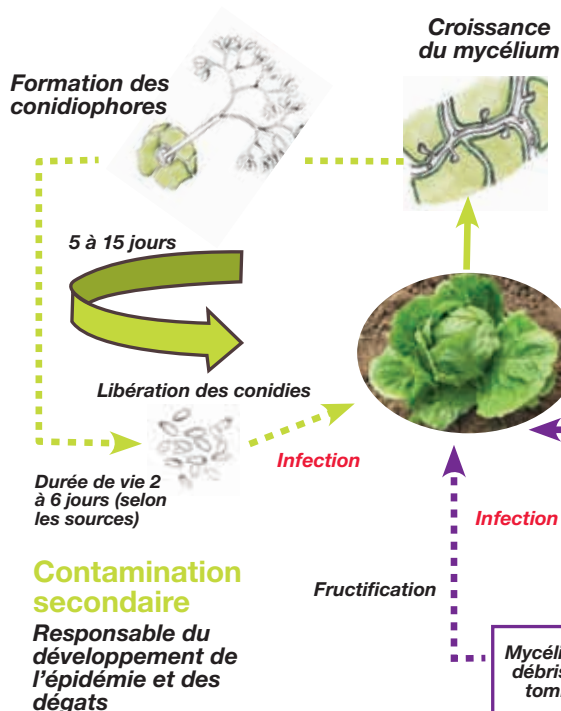 Croissance
du mycélium
Formation des
conidiophores
5 à 15 jours
Libération des conidies
Durée de vie 2
à 6 jours (selon
les sources)
Infection
Infection
Fructification
Contamination
secondaire
Responsable du
développement de
l'épidémie et des
dégats
débris